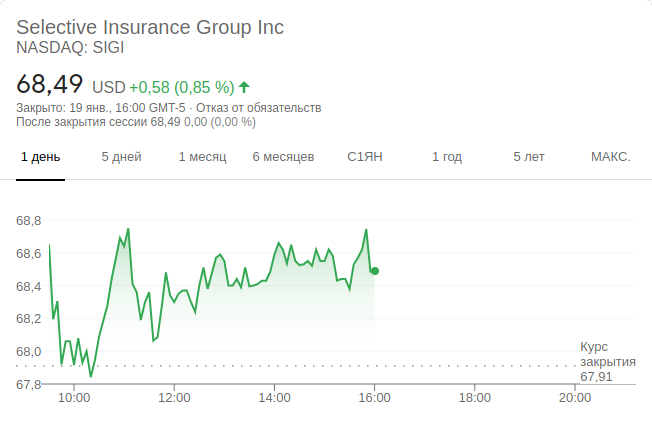 Selective Insurance Group Inc
NASDAQ: SIGI
68,49 USD +0,58 (0,85 %)
Закрыто: 19 янв., 16:00 GMT-5 · Отказ от обязательств
После закрытия сессии 68,49 0,00 (0,00 %)
1 день 5 дней 1 месяц 6 месяцев С1ЯН 1 год 5 лет МАКС.
68,8
68,6
68,4
68,2
68,0
67,8
Курс
закрытия
67,91
10:00 12:00 14:00 16:00 18:00 20:00